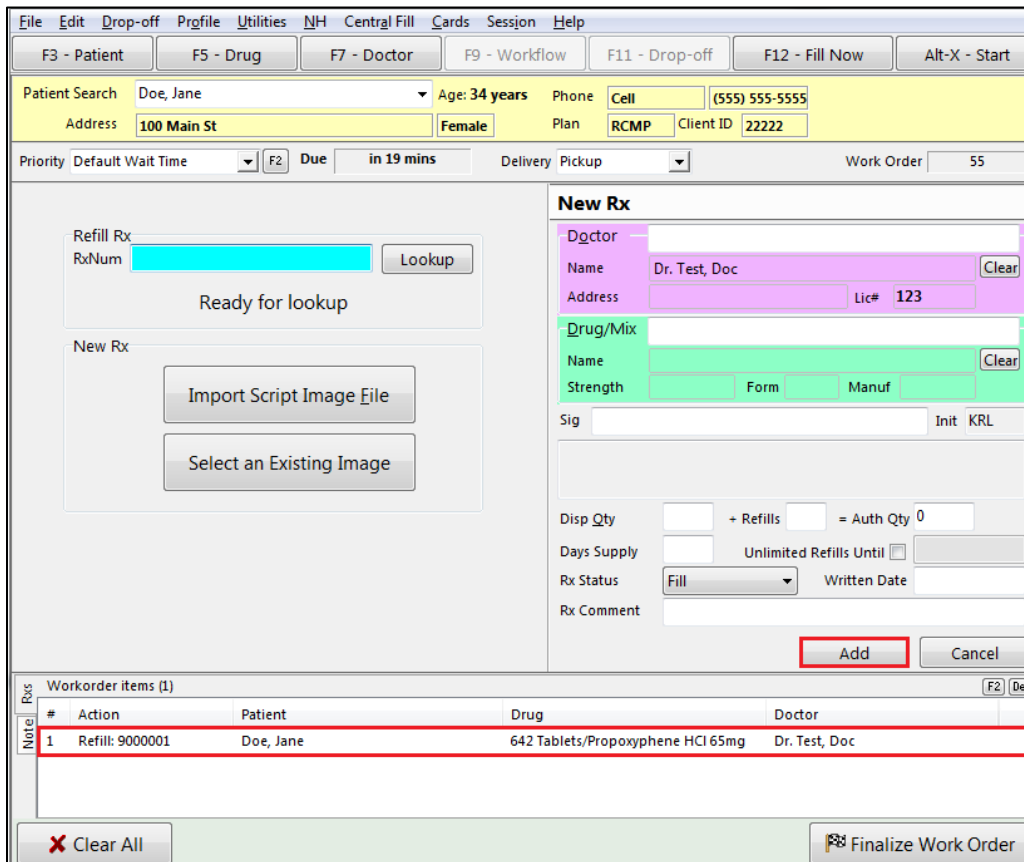 File Edit Drop-off Profile Utilities NH Central Fill Cards Session Help
F3 - Patient F5 - Drug F7 - Doctor F9 - Workflow F11 - Drop-off F12 - Fill Now Alt-X - Start
Patient Search Doe, Jane Age: 34 years Phone Cell (555) 555-5555
Address 100 Main St Female Plan RCMP Client ID 22222
Priority Default Wait Time F2 Due in 19 mins Delivery Pickup Work Order 55
Refill Rx
RxNum Lookup
Ready for lookup
New Rx
Import Script Image File
Select an Existing Image
New Rx
Doctor
Name Dr. Test, Doc Clear
Address Lic# 123
Drug/Mix
Name Clear
Strength Form Manuf
Sig Init KRL
Disp Qty + Refills = Auth Qty 0
Days Supply Unlimited Refills Until
Rx Status Fill Written Date
Rx Comment
Add Cancel
Rxs
Note
Workorder items (1) F2
# Action Patient Drug Doctor
1 Refill: 9000001 Doe, Jane 642 Tablets/Propoxyphene HCl 65mg Dr. Test, Doc
Clear All Finalize Work Order